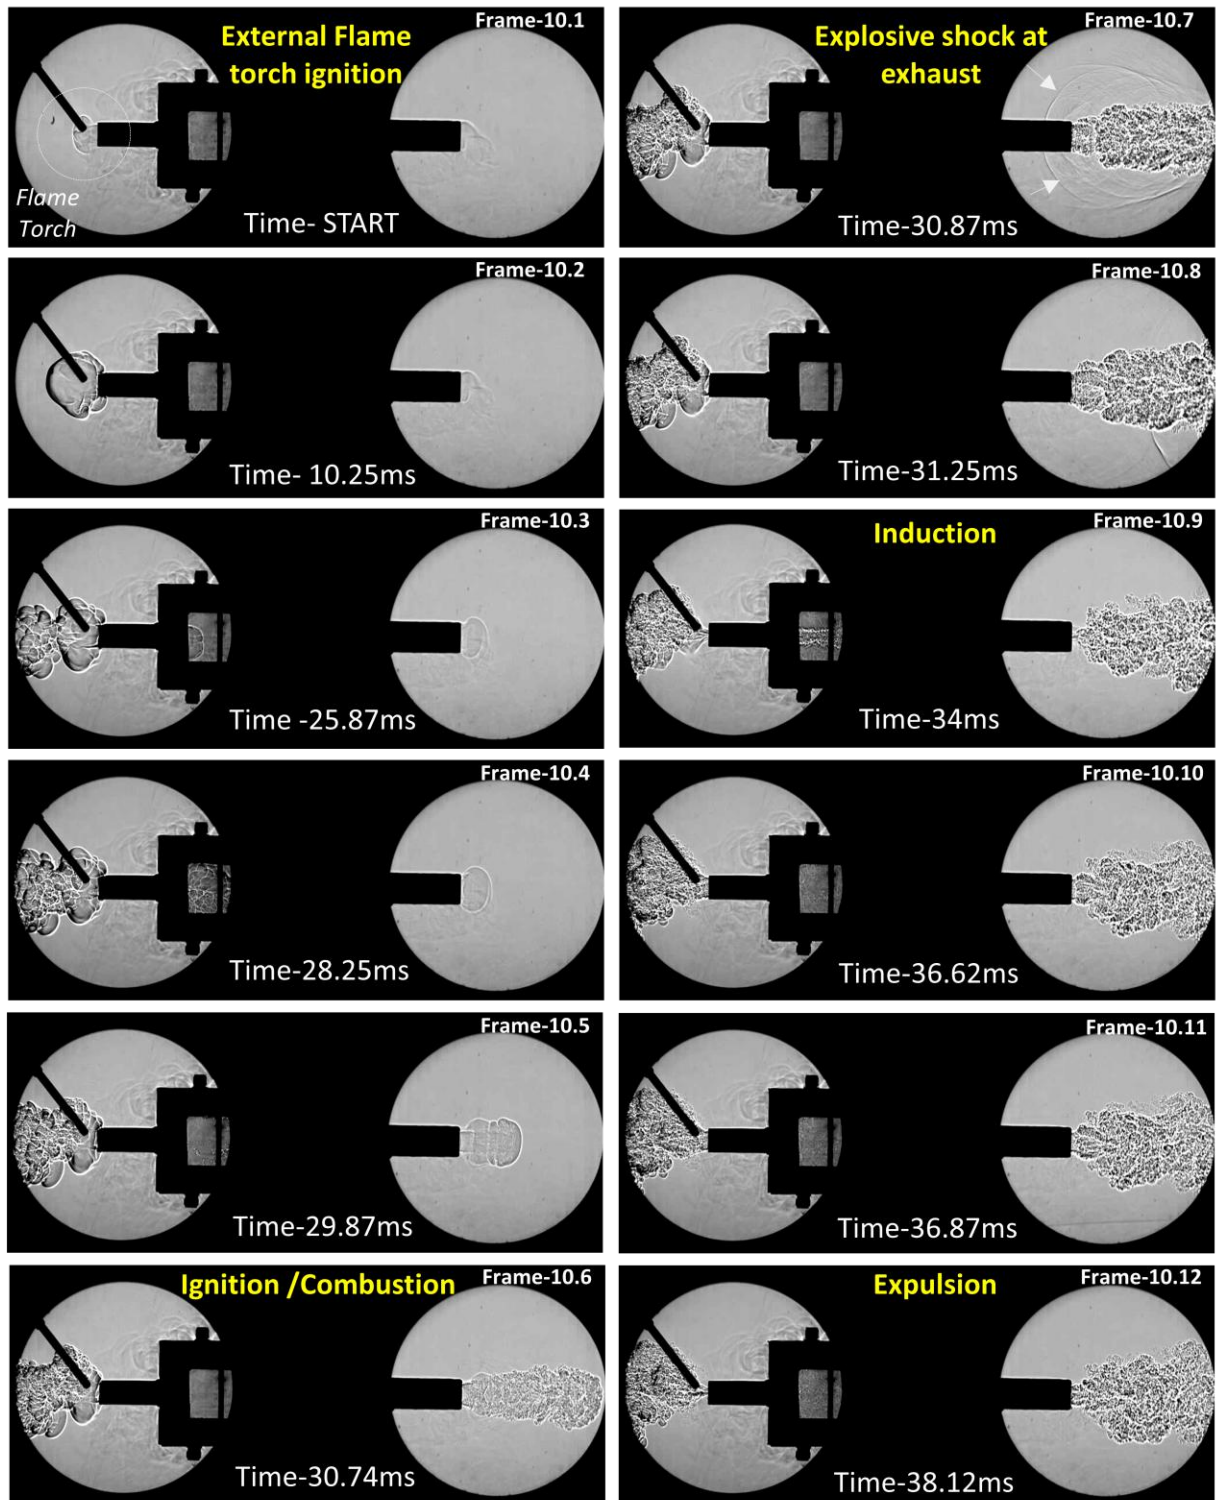 Frame-10.1
External Flame
torch ignition
Flame
Torch
Time- START
Frame-10.2
Time- 10.25ms
Frame-10.3
Time -25.87ms
Frame-10.4
Time-28.25ms
Frame-10.5
Time-29.87ms
Ignition /Combustion
Frame-10.6
Time-30.74ms
Frame-10.7
Explosive shock at
exhaust
Time-30.87ms
Frame-10.8
Time-31.25ms
Frame-10.9
Induction
Time-34ms
Frame-10.10
Time-36.62ms
Frame-10.11
Time-36.87ms
Expulsion
Frame-10.12
Time-38.12ms